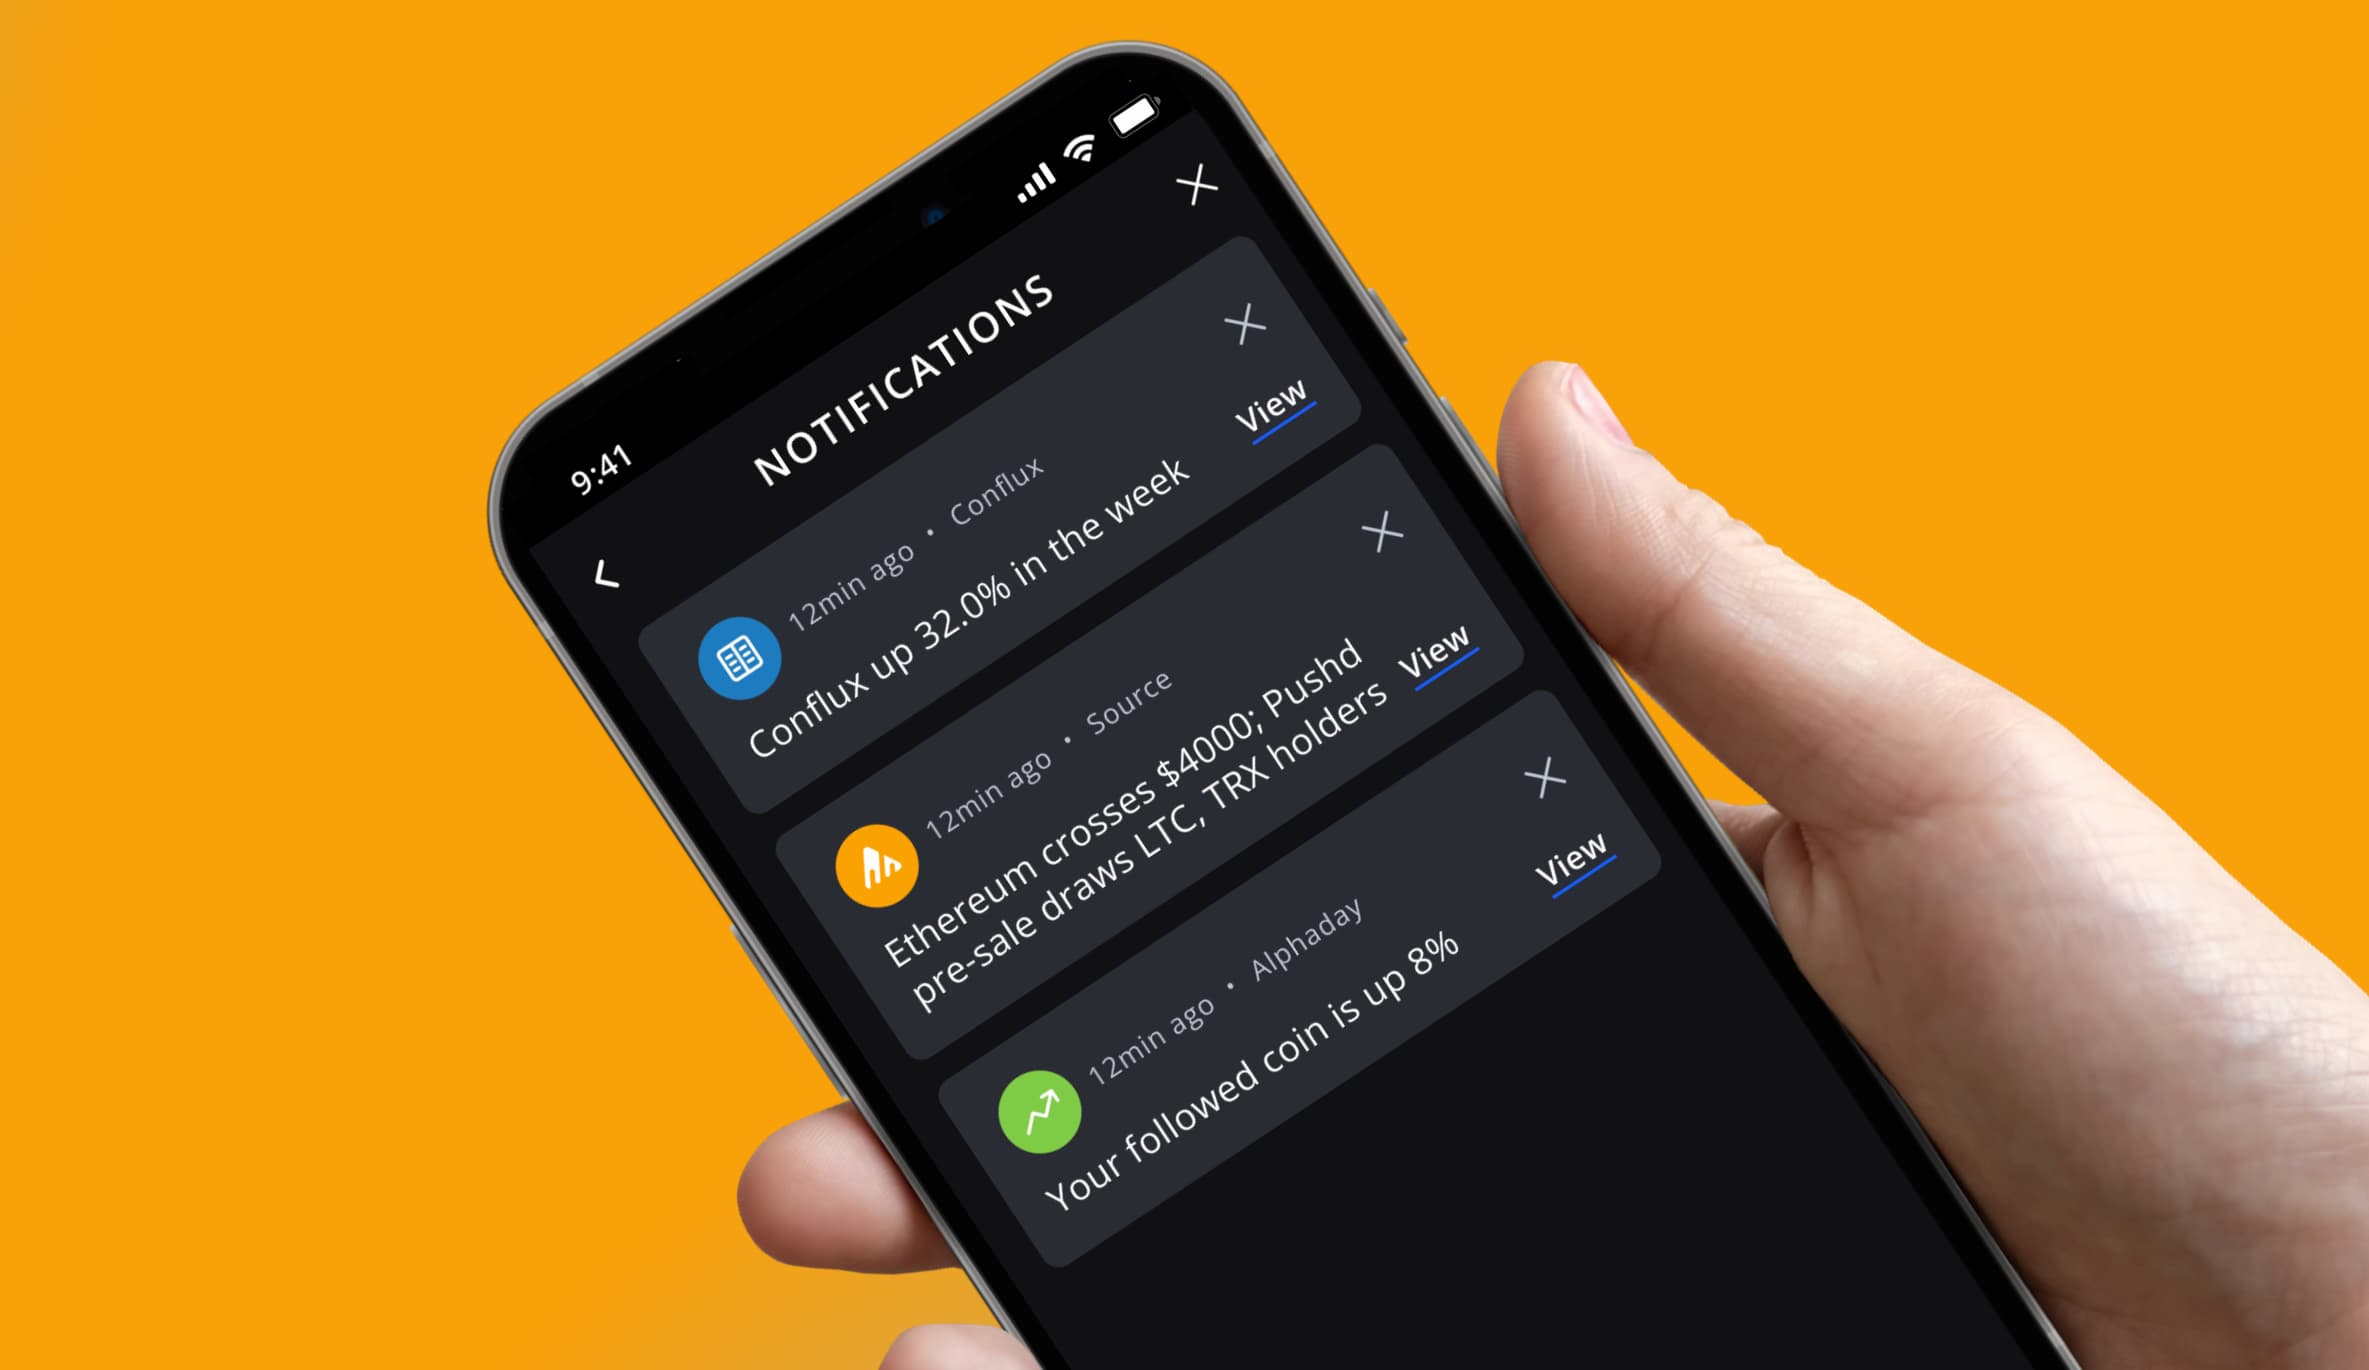 9:41
NOTIFICATIONS
12min ago • Conflux
Conflux up 32.0% in the week
View
12min ago • Source
Ethereum crosses $4000; Pushd
pre-sale draws LTC, TRX holders
View
12min ago • Alphaday
Your followed coin is up 8%
View